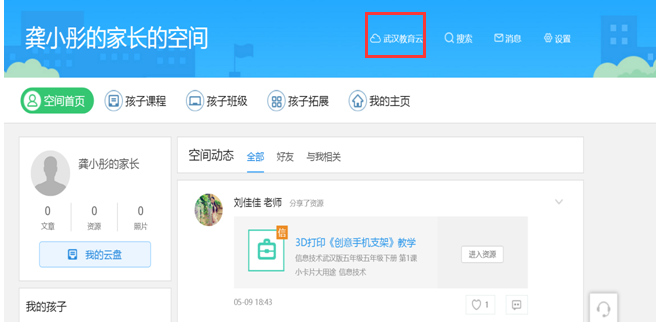 龚小彤的家长的空间
武汉教育云 搜索 消息 设置
空间首页 孩子课程 孩子班级 孩子拓展 我的主页
龚小彤的家长
0 0 0
文章 资源 照片
我的云盘
我的孩子
空间动态 全部 好友 与我相关
刘佳佳 老师 分享了资源
信
3D打印《创意手机支架》教学
信息技术武汉版五年级五年级下册 第1课
小卡片大用途 信息技术
进入资源
05-09 18:43
1